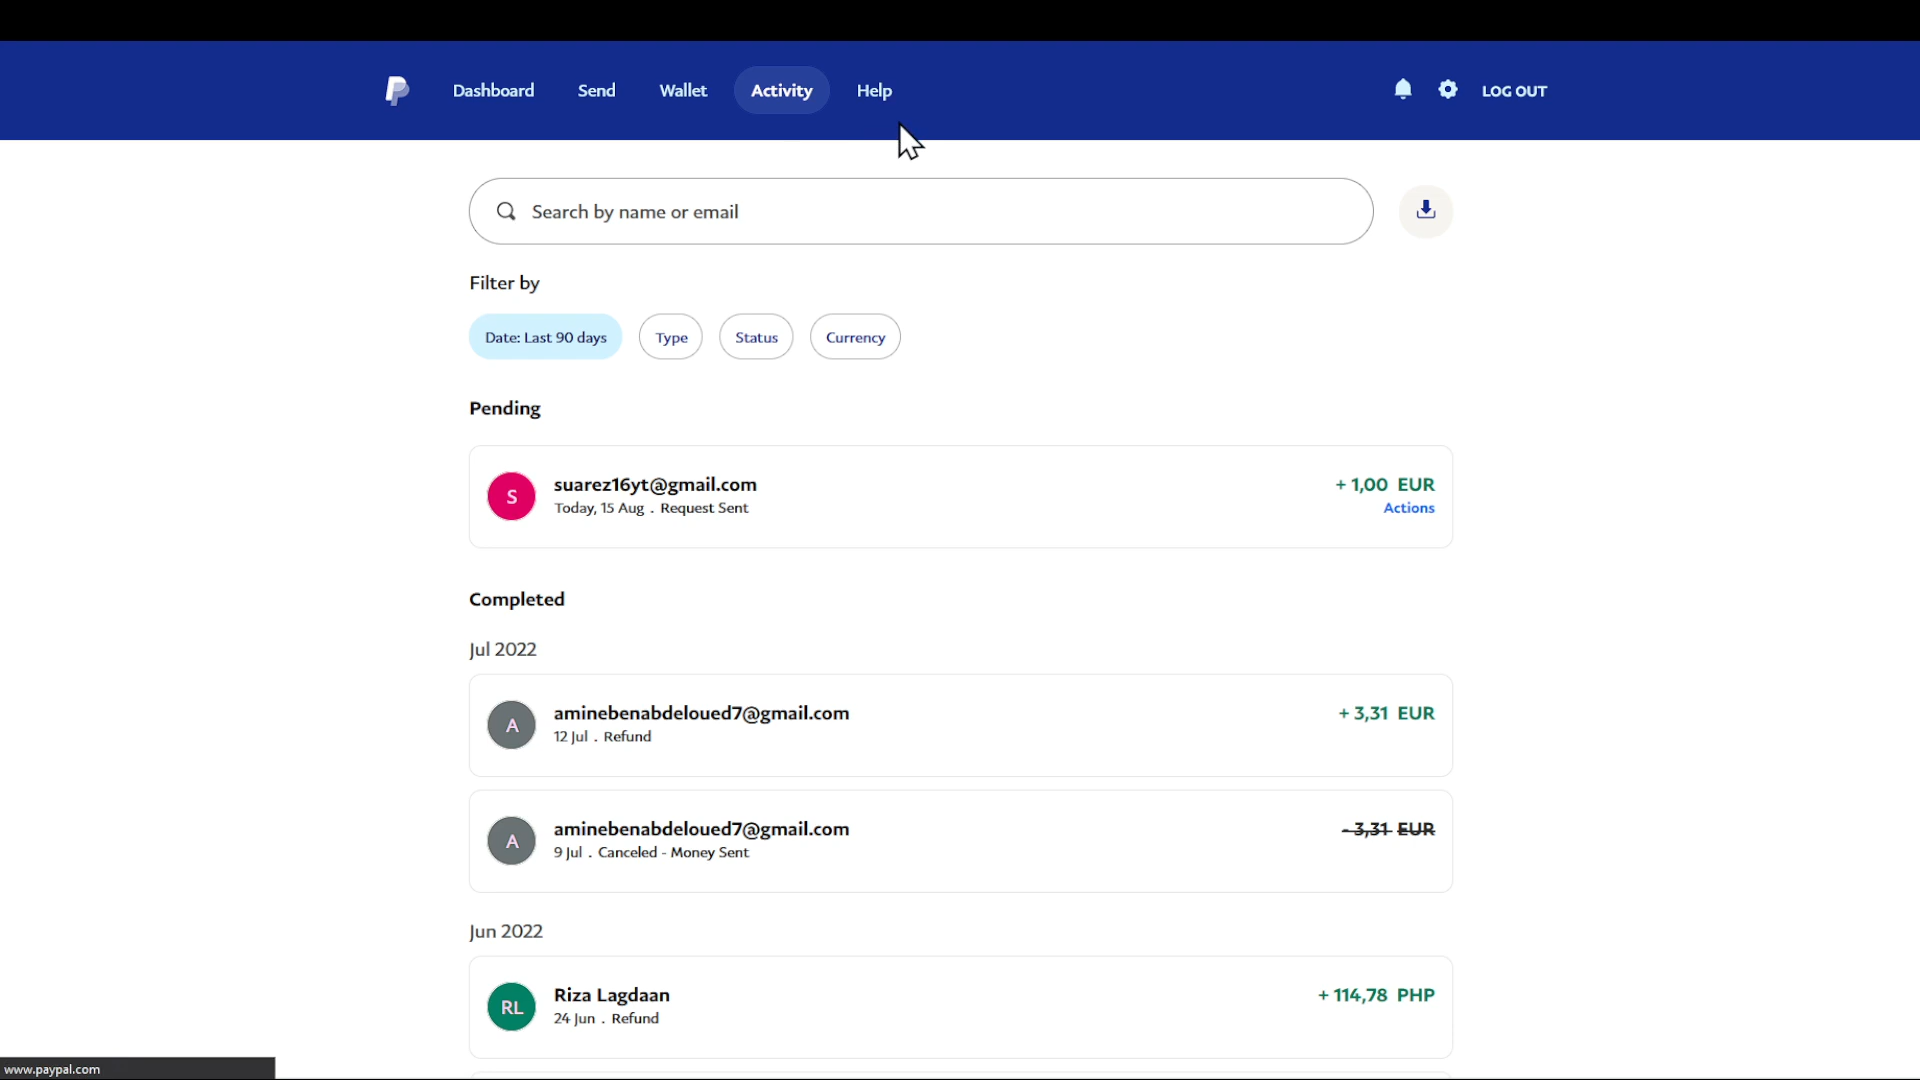 Dashboard Send Wallet Activity Help LOG OUT
Search by name or email
Filter by
Date: Last 90 days Type Status Currency
Pending
S suarez16yt@gmail.com + 1,00 EUR
Today, 15 Aug . Request Sent Actions
Completed
Jul 2022
A aminebenabdeloued7@gmail.com + 3,31 EUR
12 Jul . Refund
A aminebenabdeloued7@gmail.com - 3,31 EUR
9 Jul . Canceled - Money Sent
Jun 2022
RL Riza Lagdaan + 114,78 PHP
24 Jun . Refund
www.paypal.com